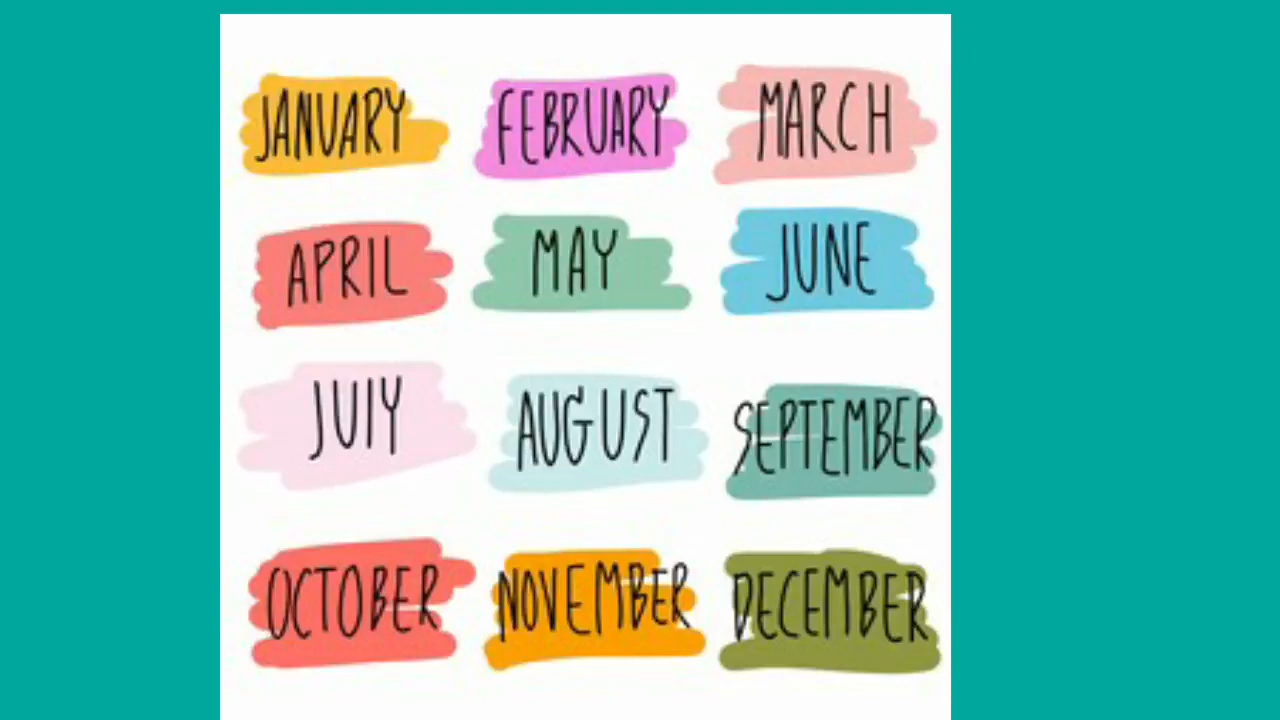 JANUARY FEBRUARY MARCH
APRIL MAY JUNE
JUIY AUGUST SEPTEMBER
OCTOBER NOVEMBER DECEMBER